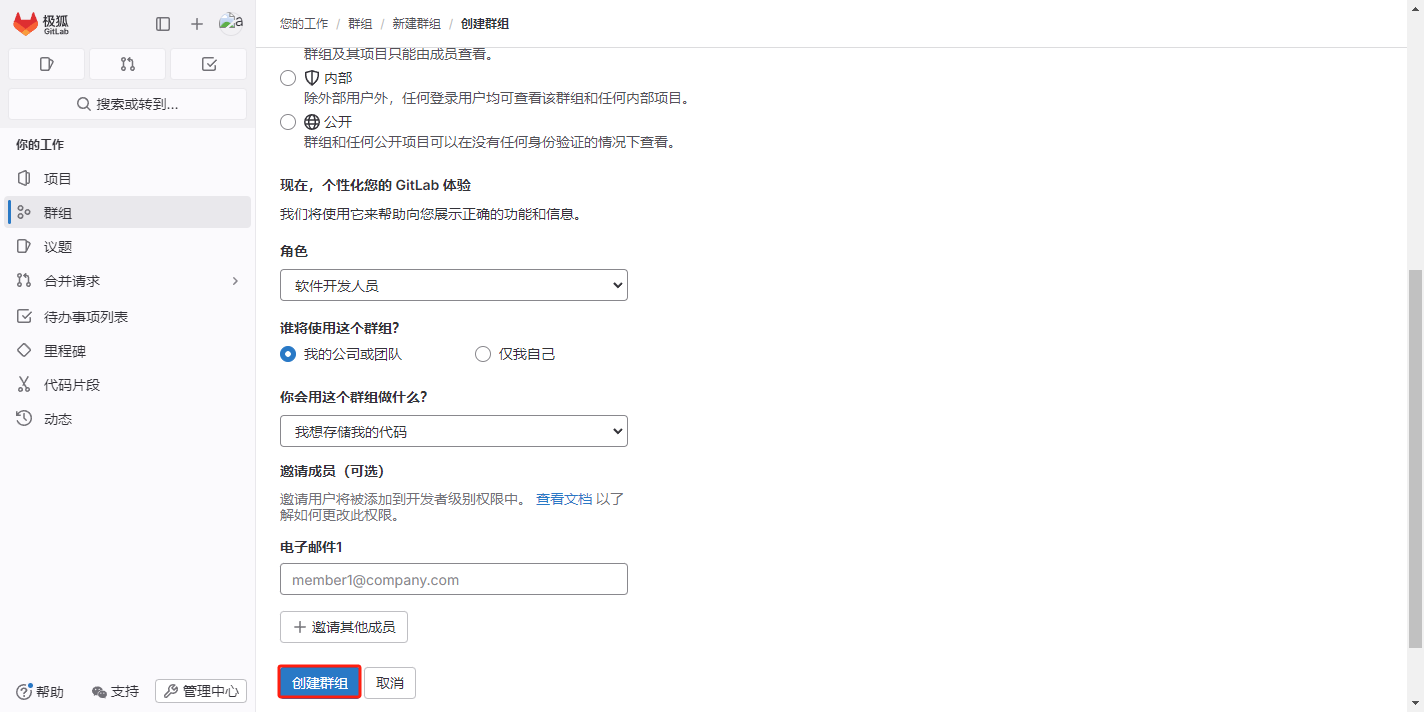 极狐
GitLab
a
搜索或转到...
你的工作
项目
群组
议题
合并请求
待办事项列表
里程碑
代码片段
动态
帮助
支持
管理中心
您的工作 / 群组 / 新建群组 / 创建群组
群组及其项目只能由成员查看。
内部
除外部用户外，任何登录用户均可查看该群组和任何内部项目。
公开
群组和任何公开项目可以在没有任何身份验证的情况下查看。
现在，个性化您的 GitLab 体验
我们将使用它来帮助向您展示正确的功能和信息。
角色
软件开发人员
谁将使用这个群组？
我的公司或团队 仅我自己
你会用这个群组做什么？
我想存储我的代码
邀请成员（可选）
邀请用户将被添加到开发者级别权限中。 查看文档 以了
解如何更改此权限。
电子邮件1
member1@company.com
邀请其他成员
创建群组 取消